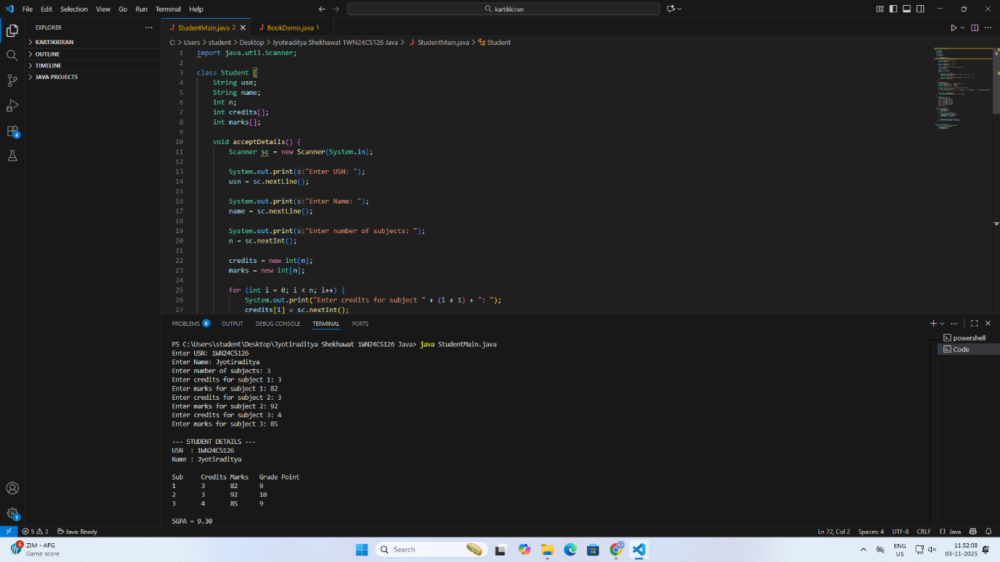 File Edit Selection View Go Run Terminal Help
kartikkiran
EXPLORER
KARTIKKIRAN
OUTLINE
TIMELINE
JAVA PROJECTS
4
1
StudentMain.java 2
BookDemo.java 1
C: > Users > student > Desktop > Jyotiraditya Shekhawat 1WN24CS126 Java > StudentMain.java > Student
1 import java.util.Scanner;
2
3 class Student {
4 String usn;
5 String name;
6 int n;
7 int credits[];
8 int marks[];
9
10 void acceptDetails() {
11 Scanner sc = new Scanner(System.in);
12
13 System.out.print(s:"Enter USN: ");
14 usn = sc.nextLine();
15
16 System.out.print(s:"Enter Name: ");
17 name = sc.nextLine();
18
19 System.out.print(s:"Enter number of subjects: ");
20 n = sc.nextInt();
21
22 credits = new int[n];
23 marks = new int[n];
24
25 for (int i = 0; i < n; i++) {
26 System.out.print("Enter credits for subject " + (i + 1) + ": ");
27 credits[i] = sc.nextInt();
PROBLEMS 8 OUTPUT DEBUG CONSOLE TERMINAL PORTS
powershell
Code
PS C:\Users\student\Desktop\Jyotiraditya Shekhawat 1WN24CS126 Java> java StudentMain.java
Enter USN: 1WN24CS126
Enter Name: Jyotiraditya
Enter number of subjects: 3
Enter credits for subject 1: 3
Enter marks for subject 1: 82
Enter credits for subject 2: 3
Enter marks for subject 2: 92
Enter credits for subject 3: 4
Enter marks for subject 3: 85
--- STUDENT DETAILS ---
USN : 1WN24CS126
Name : Jyotiraditya
Sub Credits Marks Grade Point
1 3 82 9
2 3 92 10
3 4 85 9
SGPA = 9.30
5 3 Java: Ready
Ln 72, Col 2 Spaces: 4 UTF-8 CRLF {} Java
6
ZIM - AFG
Game score
Search
ENG
US
11:52:08
03-11-2025